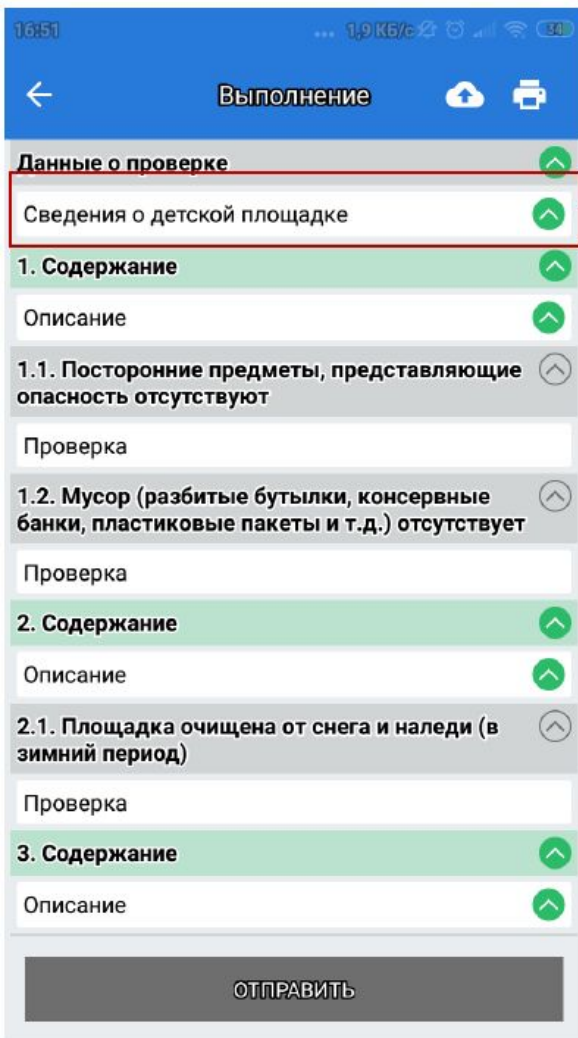 16:51 ... 1,9 КБ/с 30
Выполнение
Данные о проверке
Сведения о детской площадке
1. Содержание
Описание
1.1. Посторонние предметы, представляющие
опасность отсутствуют
Проверка
1.2. Мусор (разбитые бутылки, консервные
банки, пластиковые пакеты и т.д.) отсутствует
Проверка
2. Содержание
Описание
2.1. Площадка очищена от снега и наледи (в
зимний период)
Проверка
3. Содержание
Описание
ОТПРАВИТЬ